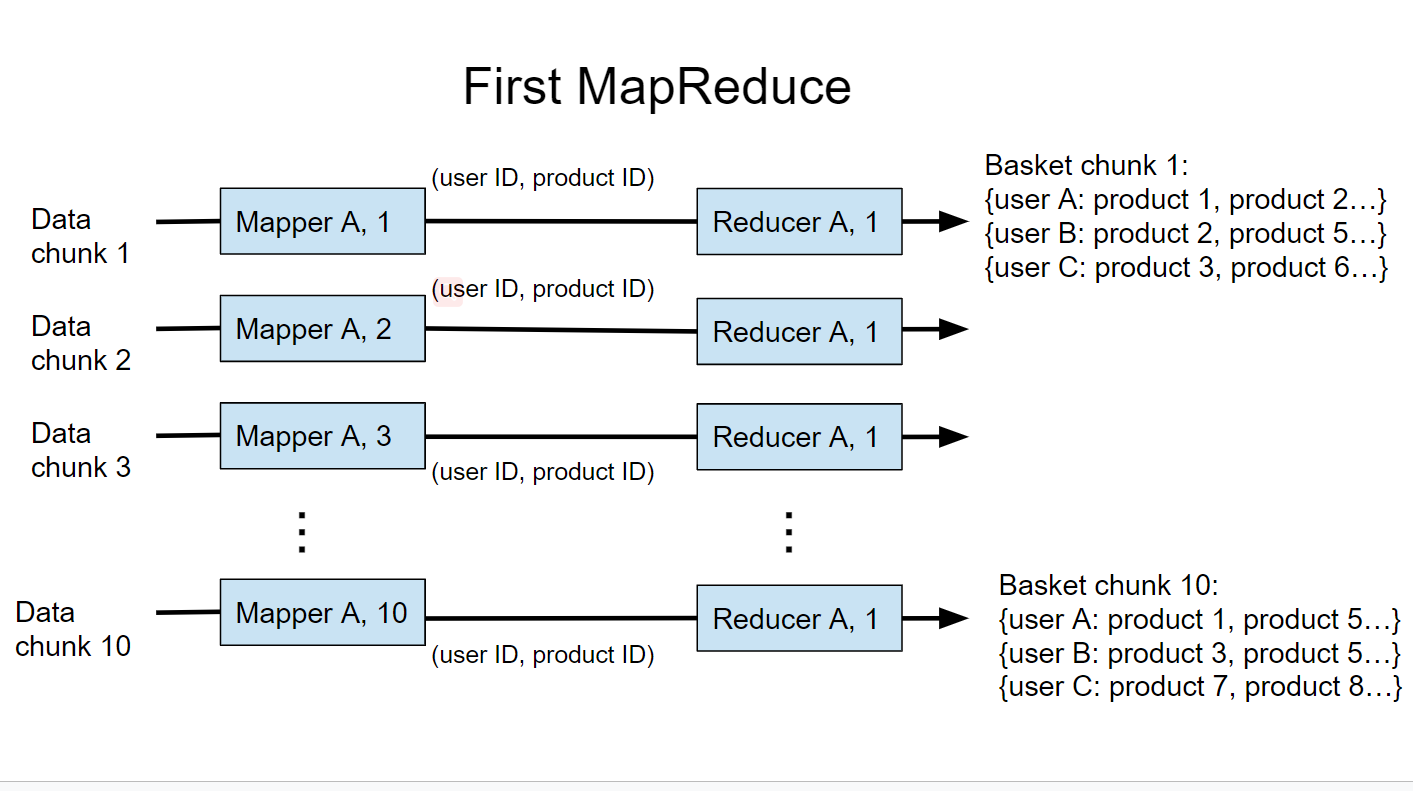 First MapReduce
(user ID, product ID)
Data
chunk 1
Mapper A, 1
Reducer A, 1
Basket chunk 1:
{user A: product 1, product 2…}
{user B: product 2, product 5…}
{user C: product 3, product 6…}
(user ID, product ID)
Data
chunk 2
Mapper A, 2
Reducer A, 1
Data
chunk 3
Mapper A, 3
Reducer A, 1
(user ID, product ID)
Data
chunk 10
Mapper A, 10
Reducer A, 1
(user ID, product ID)
Basket chunk 10:
{user A: product 1, product 5…}
{user B: product 3, product 5…}
{user C: product 7, product 8…}